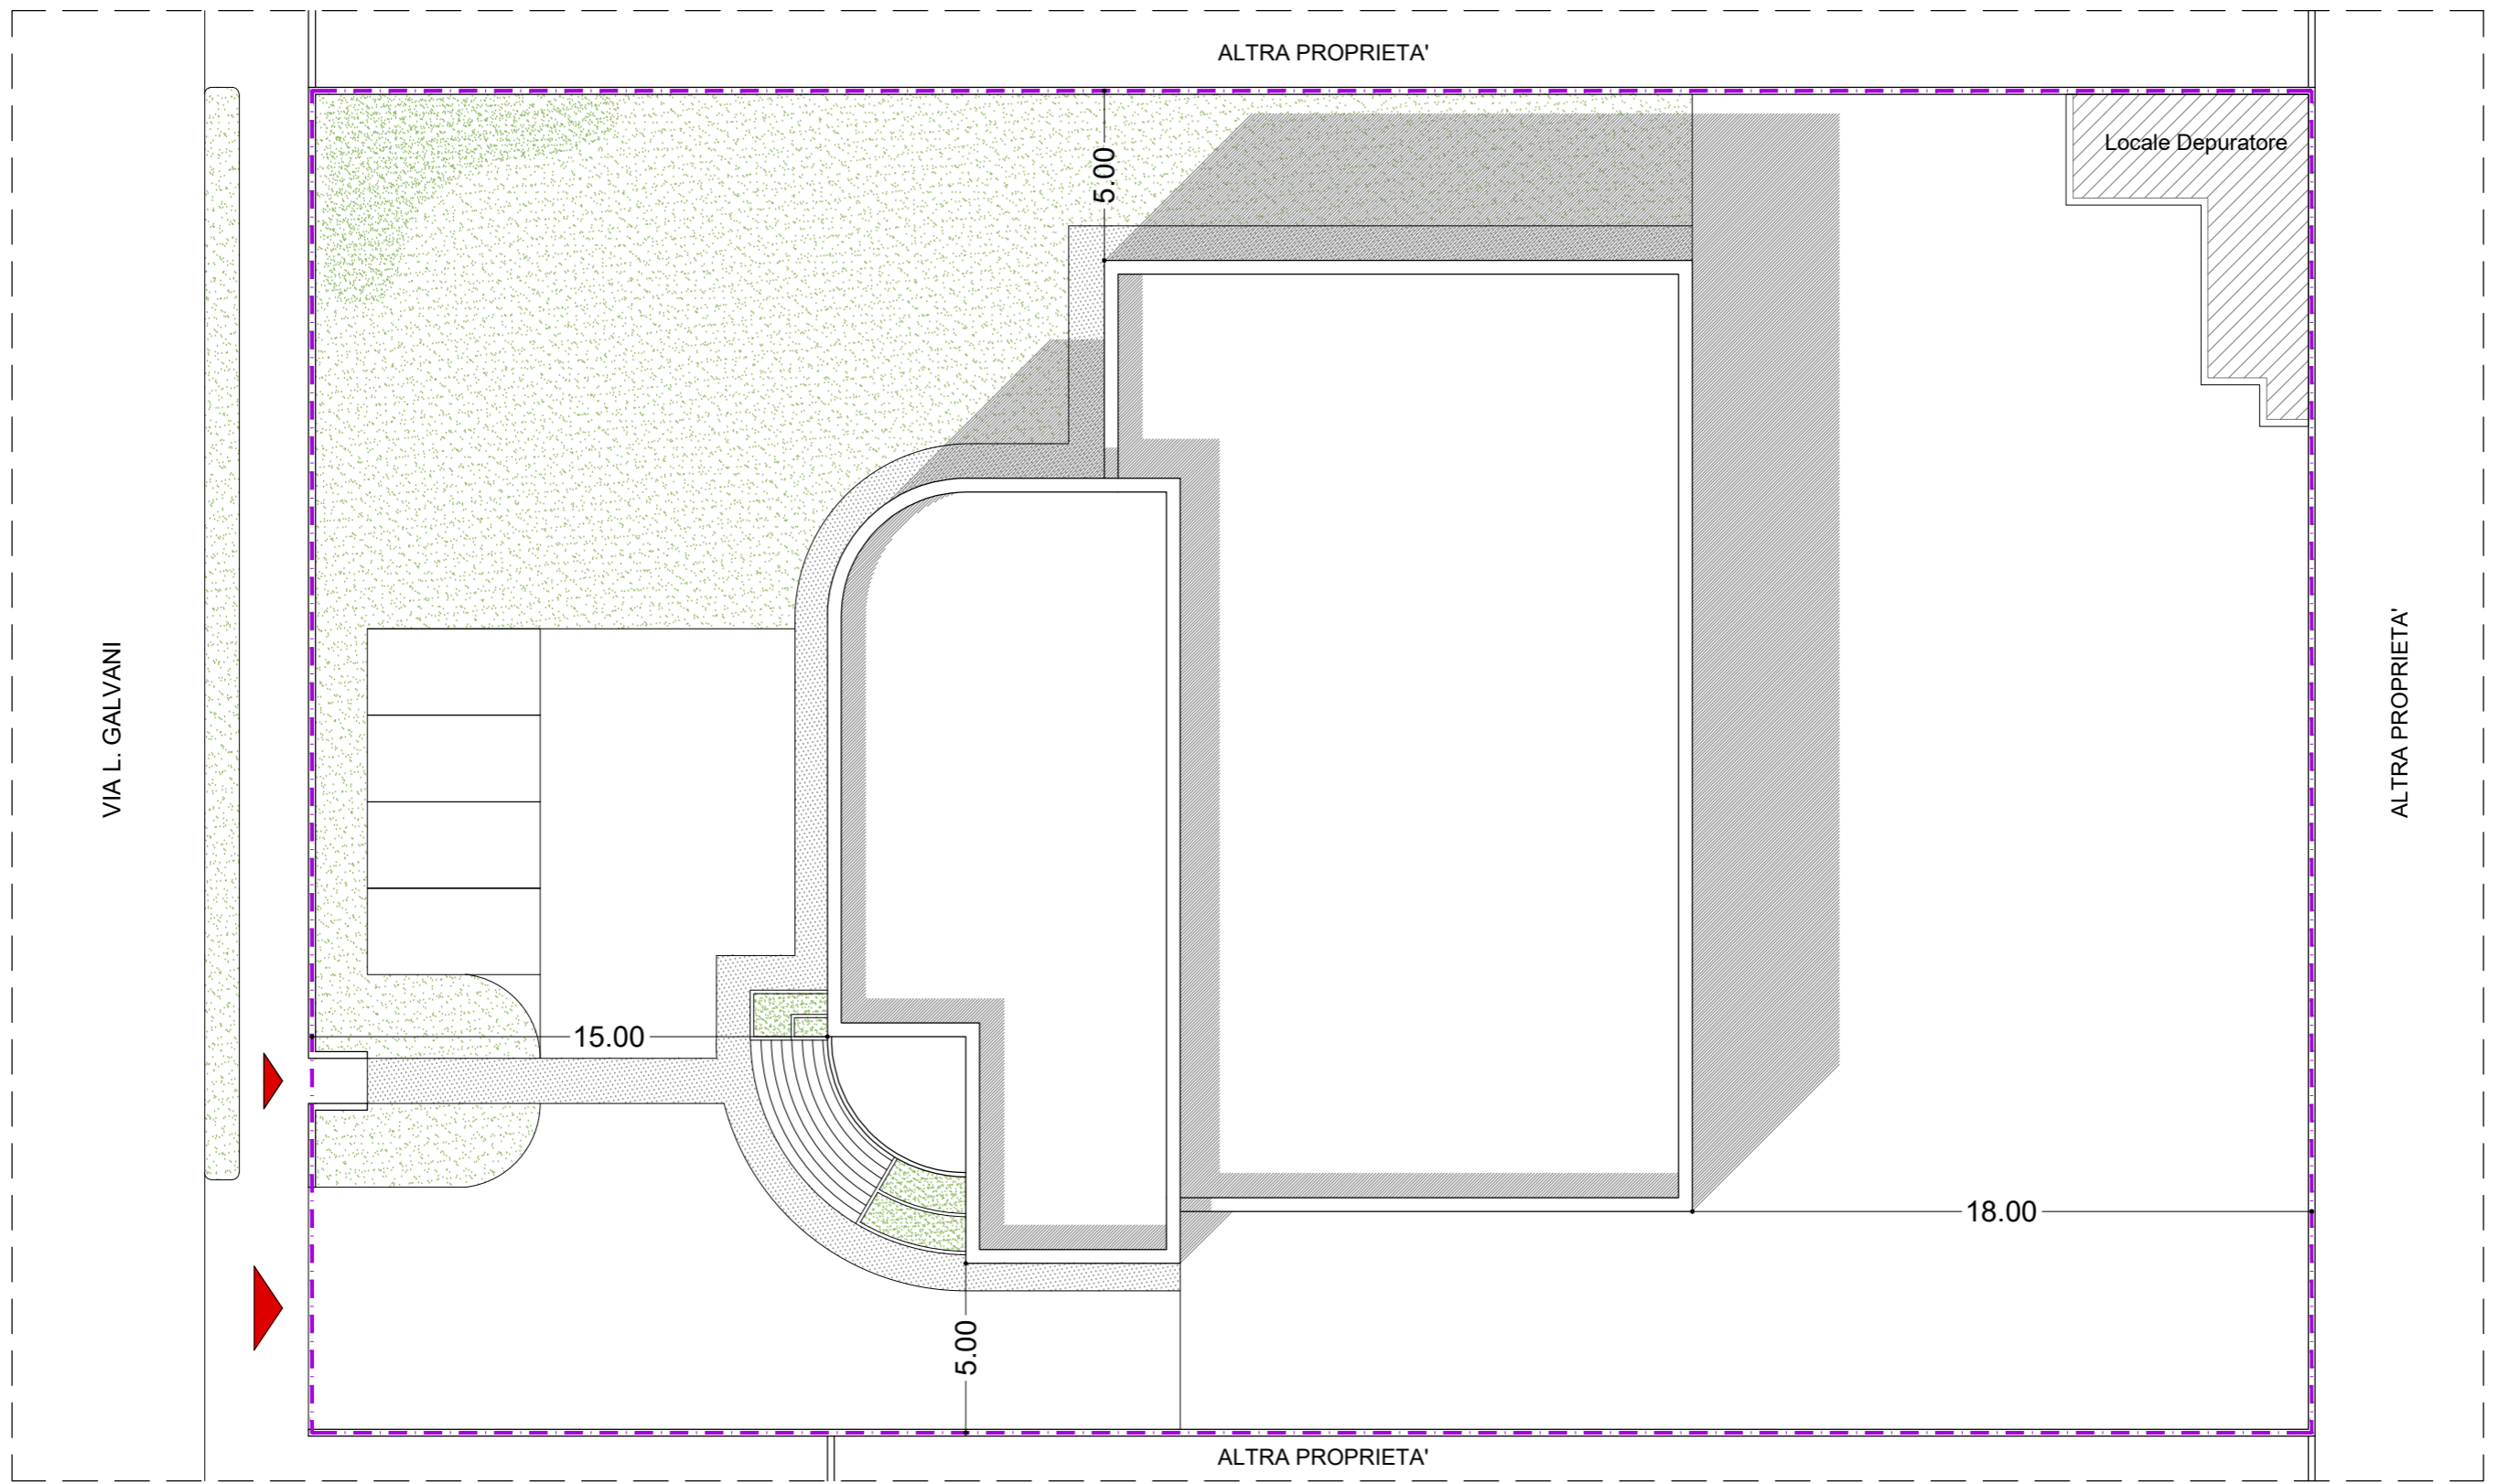 ALTRA PROPRIETA'
Locale Depuratore
5.00
VIA L. GALVANI
ALTRA PROPRIETA'
15.00
18.00
5.00
ALTRA PROPRIETA'